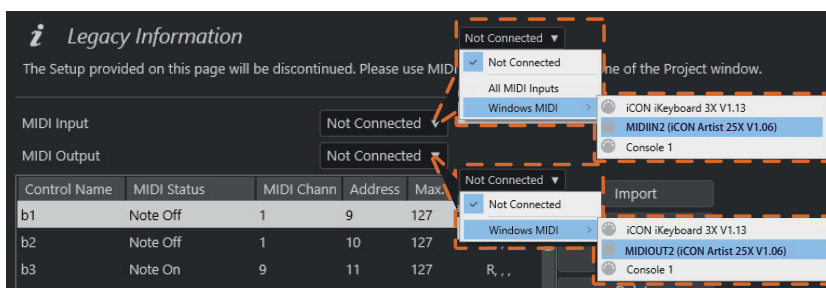 i Legacy Information
Not Connected
The Setup provided on this page will be discontinued. Please use MID
ne of the Project window.
Not Connected
All MIDI Inputs
Windows MIDI
iCON iKeyboard 3X V1.13
MIDIIN2 (iCON Artist 25X V1.06)
Console 1
MIDI Input
Not Connected
MIDI Output
Not Connected
Control Name MIDI Status MIDI Chann Address Max.
Not Connected
Not Connected
Windows MIDI
Import
iCON iKeyboard 3X V1.13
MIDIOUT2 (iCON Artist 25X V1.06)
Console 1
b1 Note Off 1 9 127
b2 Note Off 1 10 127
b3 Note On 9 11 127 R, , ,